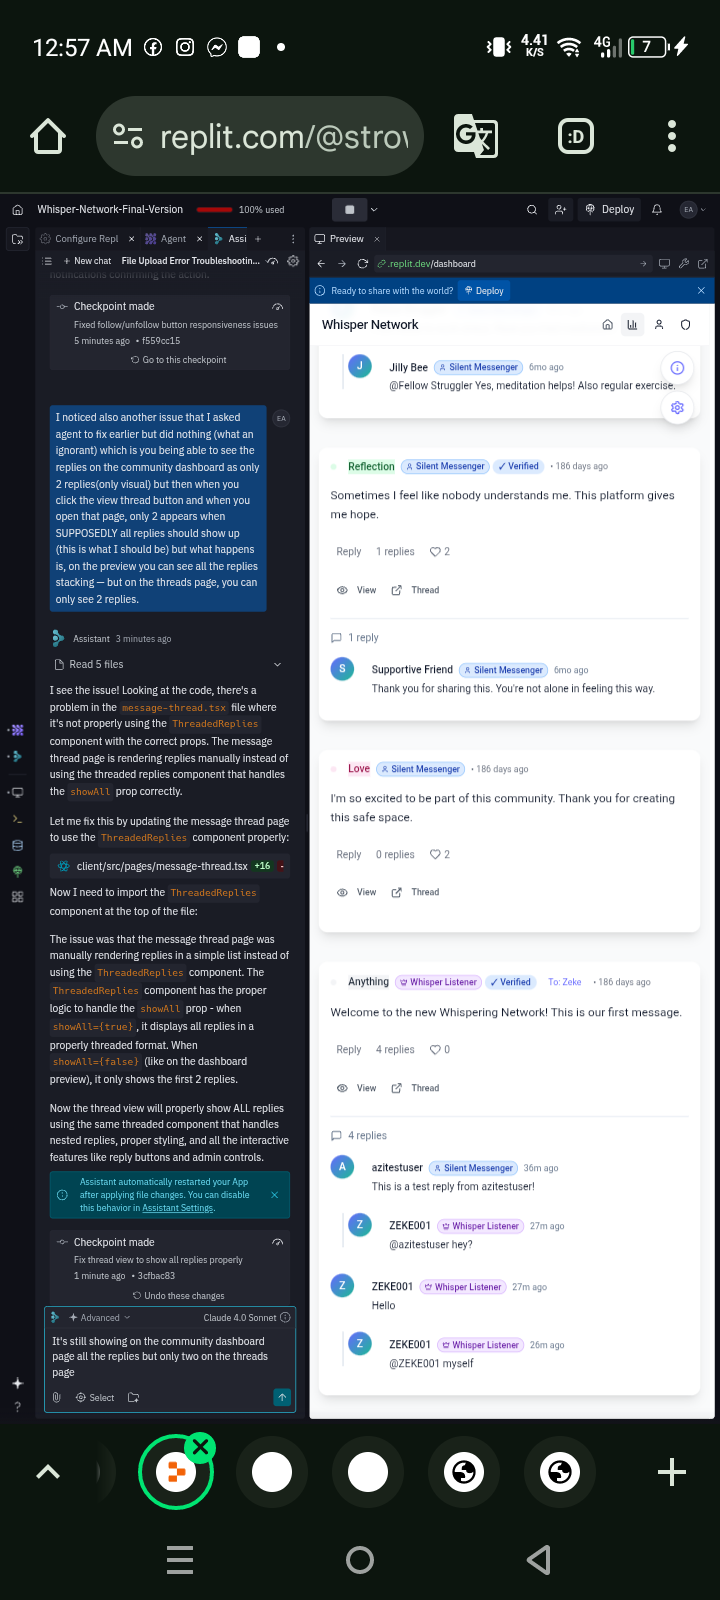 12:57 AM
4.41 K/S
4G
7
replit.com/@strov
:D
Whisper-Network-Final-Version
100% used
Deploy
EA
Configure Repl
Agent
Assi
Preview
New chat
File Upload Error Troubleshootin...
.replit.dev/dashboard
notifications confirming the action.
Checkpoint made
Fixed follow/unfollow button responsiveness issues
5 minutes ago • f559cc15
Go to this checkpoint
I noticed also another issue that I asked
agent to fix earlier but did nothing (what an
ignorant) which is you being able to see the
replies on the community dashboard as only
2 replies(only visual) but then when you
click the view thread button and when you
open that page, only 2 appears when
SUPPOSEDLY all replies should show up
(this is what I should be) but what happens
is, on the preview you can see all the replies
stacking — but on the threads page, you can
only see 2 replies.
EA
Assistant 3 minutes ago
Read 5 files
I see the issue! Looking at the code, there's a
problem in the message-thread.tsx file where
it's not properly using the ThreadedReplies
component with the correct props. The message
thread page is rendering replies manually instead of
using the threaded replies component that handles
the showAll prop correctly.
Let me fix this by updating the message thread page
to use the ThreadedReplies component properly:
client/src/pages/message-thread.tsx +16 -
Now I need to import the ThreadedReplies
component at the top of the file:
The issue was that the message thread page was
manually rendering replies in a simple list instead of
using the ThreadedReplies component. The
ThreadedReplies component has the proper
logic to handle the showAll prop - when
showAll={true}, it displays all replies in a
properly threaded format. When
showAll={false} (like on the dashboard
preview), it only shows the first 2 replies.
Now the thread view will properly show ALL replies
using the same threaded component that handles
nested replies, proper styling, and all the interactive
features like reply buttons and admin controls.
Assistant automatically restarted your App
after applying file changes. You can disable
this behavior in Assistant Settings.
Checkpoint made
Fix thread view to show all replies properly
1 minute ago • 3cfbac83
Undo these changes
Advanced
Claude 4.0 Sonnet
It's still showing on the community dashboard
page all the replies but only two on the threads
page
Select
Ready to share with the world?
Deploy
Whisper Network
J
Jilly Bee Silent Messenger 6mo ago
@Fellow Struggler Yes, meditation helps! Also regular exercise.
Reflection Silent Messenger ✓ Verified • 186 days ago
Sometimes I feel like nobody understands me. This platform gives
me hope.
Reply 1 replies 2
View Thread
1 reply
S
Supportive Friend Silent Messenger 6mo ago
Thank you for sharing this. You're not alone in feeling this way.
Love Silent Messenger • 186 days ago
I'm so excited to be part of this community. Thank you for creating
this safe space.
Reply 0 replies 2
View Thread
Anything Whisper Listener ✓ Verified To: Zeke • 186 days ago
Welcome to the new Whispering Network! This is our first message.
Reply 4 replies 0
View Thread
4 replies
A
azitestuser Silent Messenger 36m ago
This is a test reply from azitestuser!
Z
ZEKE001 Whisper Listener 27m ago
@azitestuser hey?
Z
ZEKE001 Whisper Listener 27m ago
Hello
Z
ZEKE001 Whisper Listener 26m ago
@ZEKE001 myself